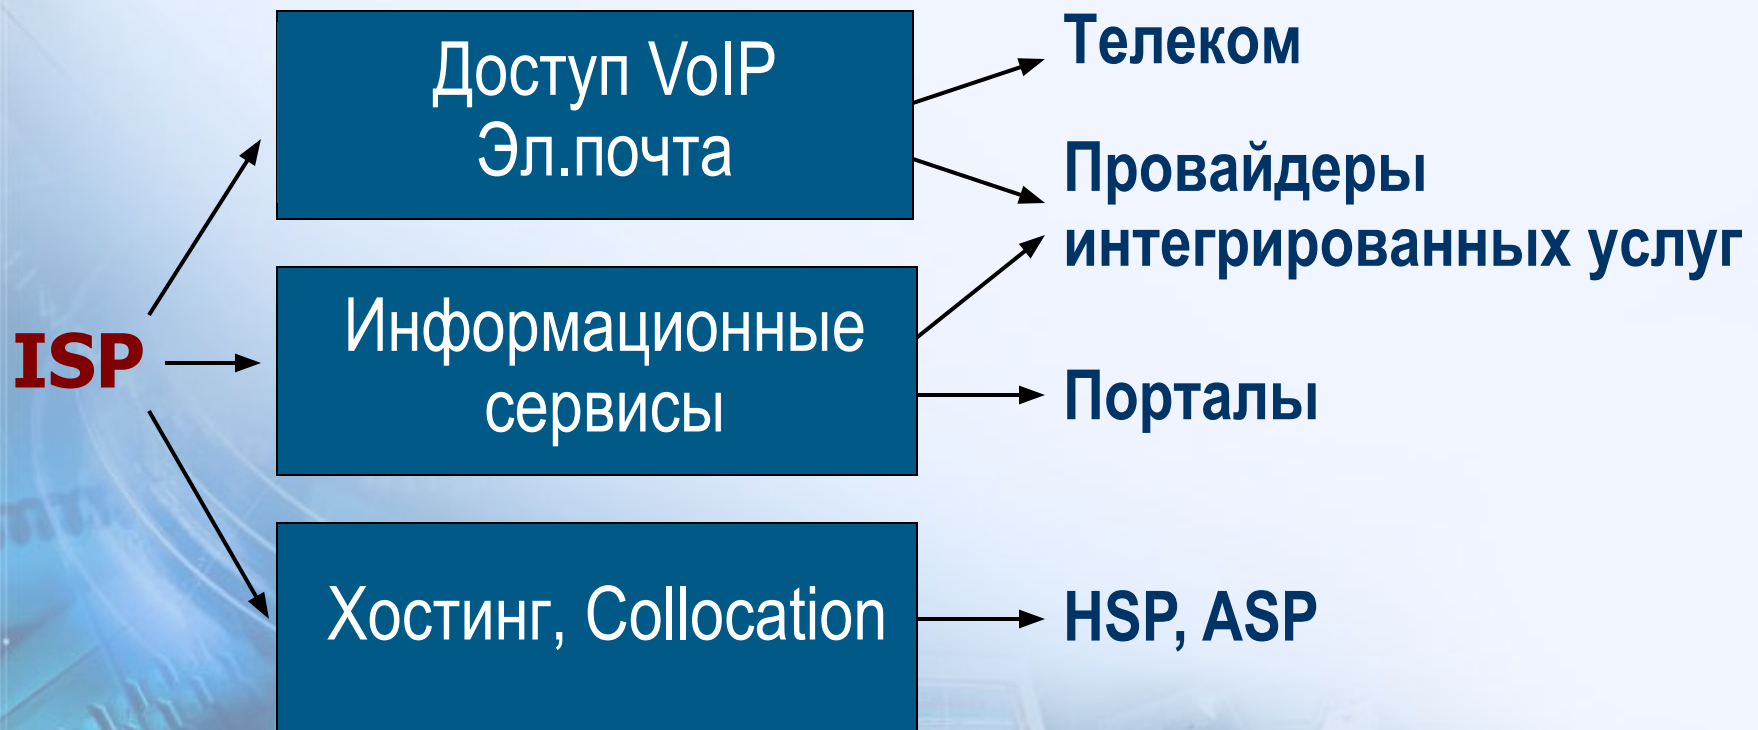 ISP
Доступ VoIP
Эл.почта
Информационные
сервисы
Хостинг, Collocation
Телеком
Провайдеры
интегрированных услуг
Порталы
HSP, ASP